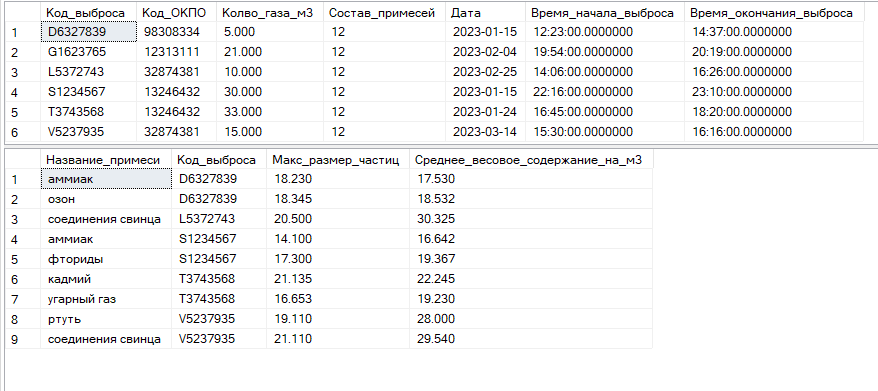 Код_выброса Код_ОКПО Колво_газа_м3 Состав_примесей Дата Время_начала_выброса Время_окончания_выброса
1 D6327839 98308334 5.000 12 2023-01-15 12:23:00.0000000 14:37:00.0000000
2 G1623765 12313111 21.000 12 2023-02-04 19:54:00.0000000 20:19:00.0000000
3 L5372743 32874381 10.000 12 2023-02-25 14:06:00.0000000 16:26:00.0000000
4 S1234567 13246432 30.000 12 2023-01-15 22:16:00.0000000 23:10:00.0000000
5 T3743568 13246432 33.000 12 2023-01-24 16:45:00.0000000 18:20:00.0000000
6 V5237935 32874381 15.000 12 2023-03-14 15:30:00.0000000 16:16:00.0000000
Название_примеси Код_выброса Макс_размер_частиц Среднее_весовое_содержание_на_м3
1 аммиак D6327839 18.230 17.530
2 озон D6327839 18.345 18.532
3 соединения свинца L5372743 20.500 30.325
4 аммиак S1234567 14.100 16.642
5 фториды S1234567 17.300 19.367
6 кадмий T3743568 21.135 22.245
7 угарный газ T3743568 16.653 19.230
8 ртуть V5237935 19.110 28.000
9 соединения свинца V5237935 21.110 29.540